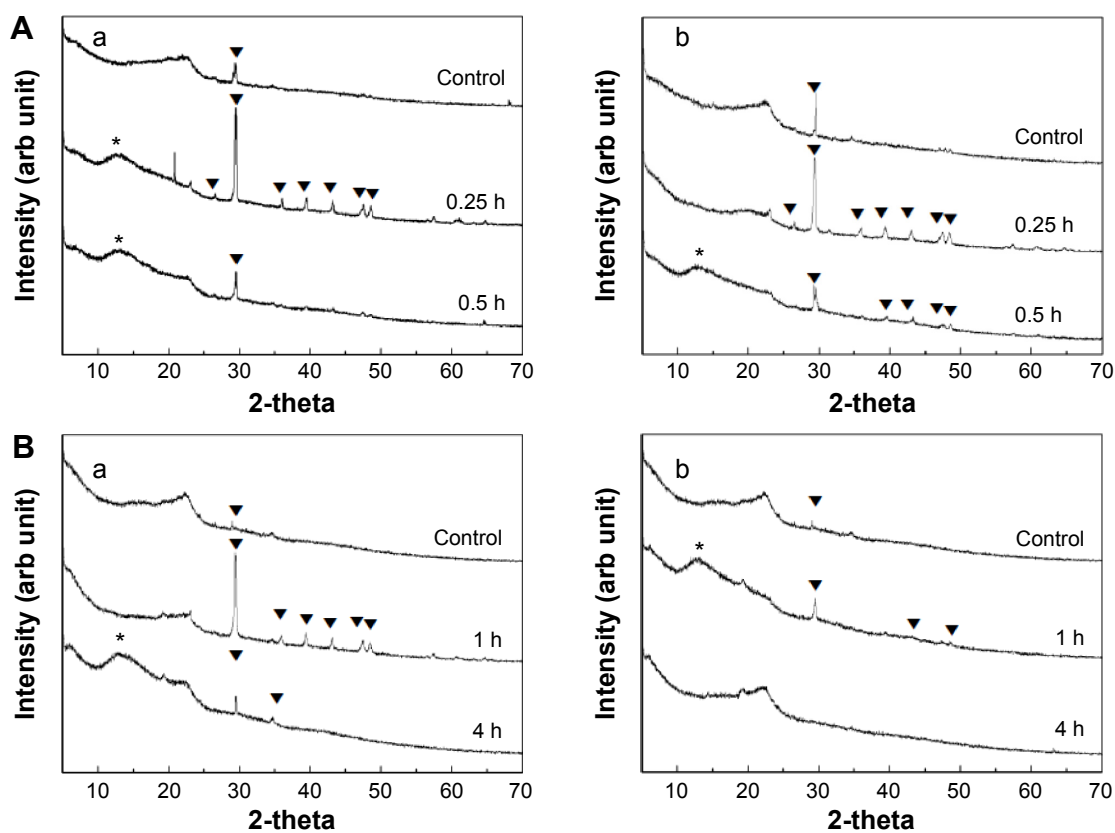 A
a
Control
*
0.25 h
*
0.5 h
Intensity (arb unit)
10 20 30 40 50 60 70
2-theta
b
Control
0.25 h
*
0.5 h
Intensity (arb unit)
10 20 30 40 50 60 70
2-theta
B
a
Control
1 h
*
4 h
Intensity (arb unit)
10 20 30 40 50 60 70
2-theta
b
Control
*
1 h
4 h
Intensity (arb unit)
10 20 30 40 50 60 70
2-theta